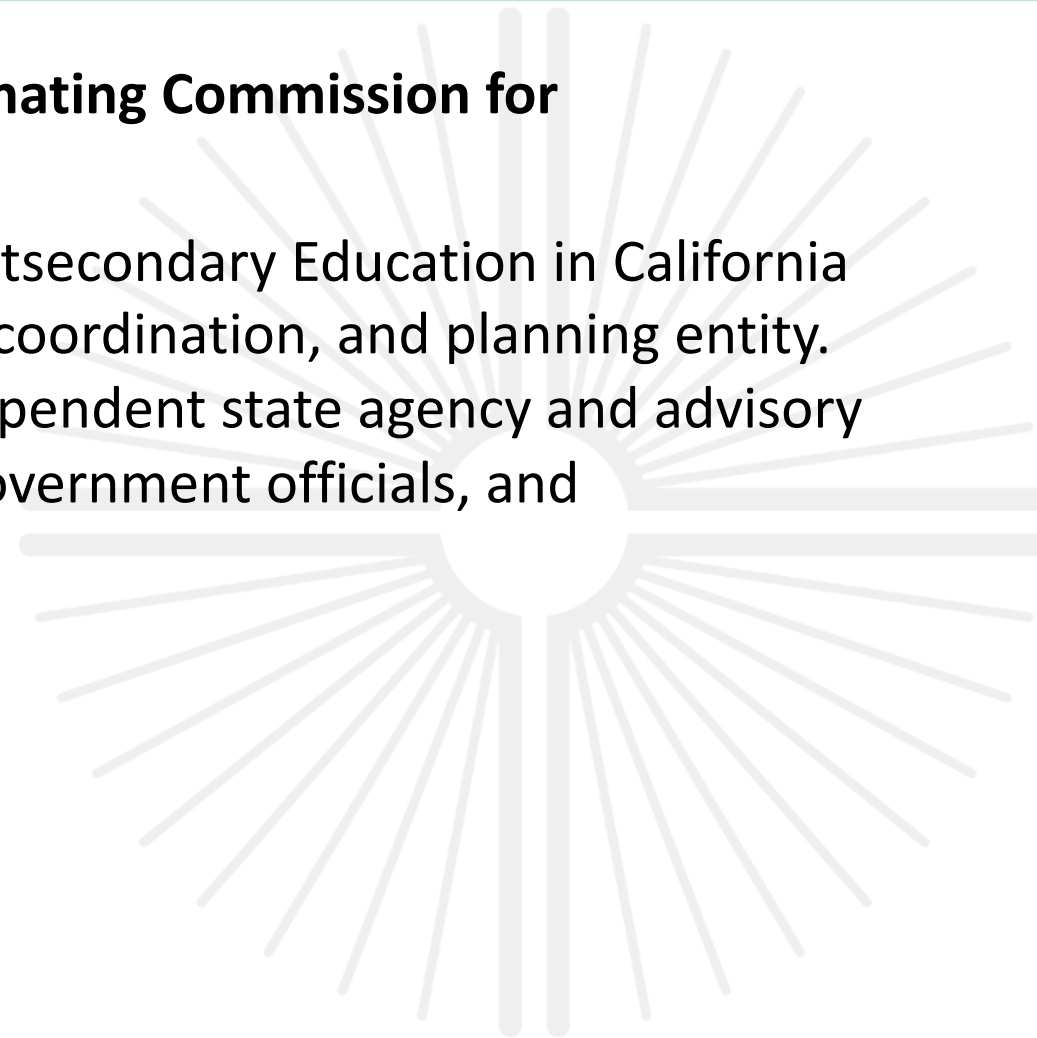 nating Commission for
tsecondary Education in California
coordination, and planning entity.
pendent state agency and advisory
overnment officials, and